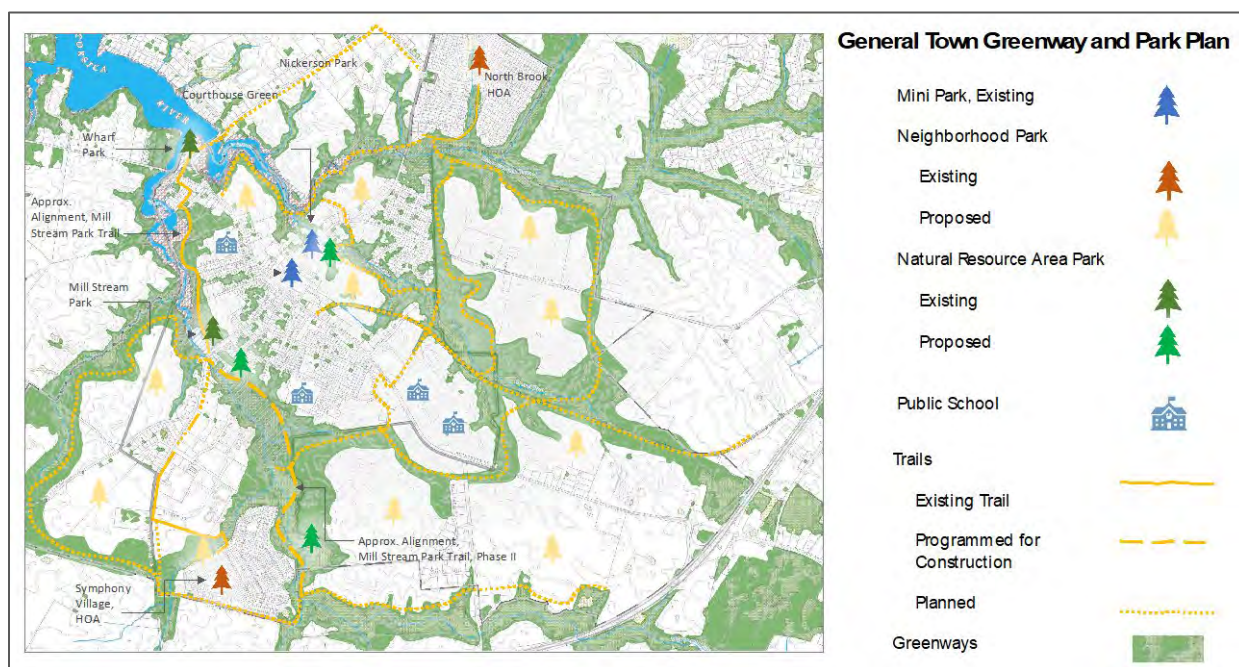 General Town Greenway and Park Plan
Nickerson Park
Courthouse Green
North Brook,
HOA
RIVER
Wharf
Park
Approx.
Alignment, Mill
Stream Park Trail
Mill Stream
Park
Approx. Alignment,
Mill Stream Park Trail, Phase II
Symphony
Village,
HOA
Mini Park, Existing
Neighborhood Park
Existing
Proposed
Natural Resource Area Park
Existing
Proposed
Public School
Trails
Existing Trail
Programmed for
Construction
Planned
Greenways